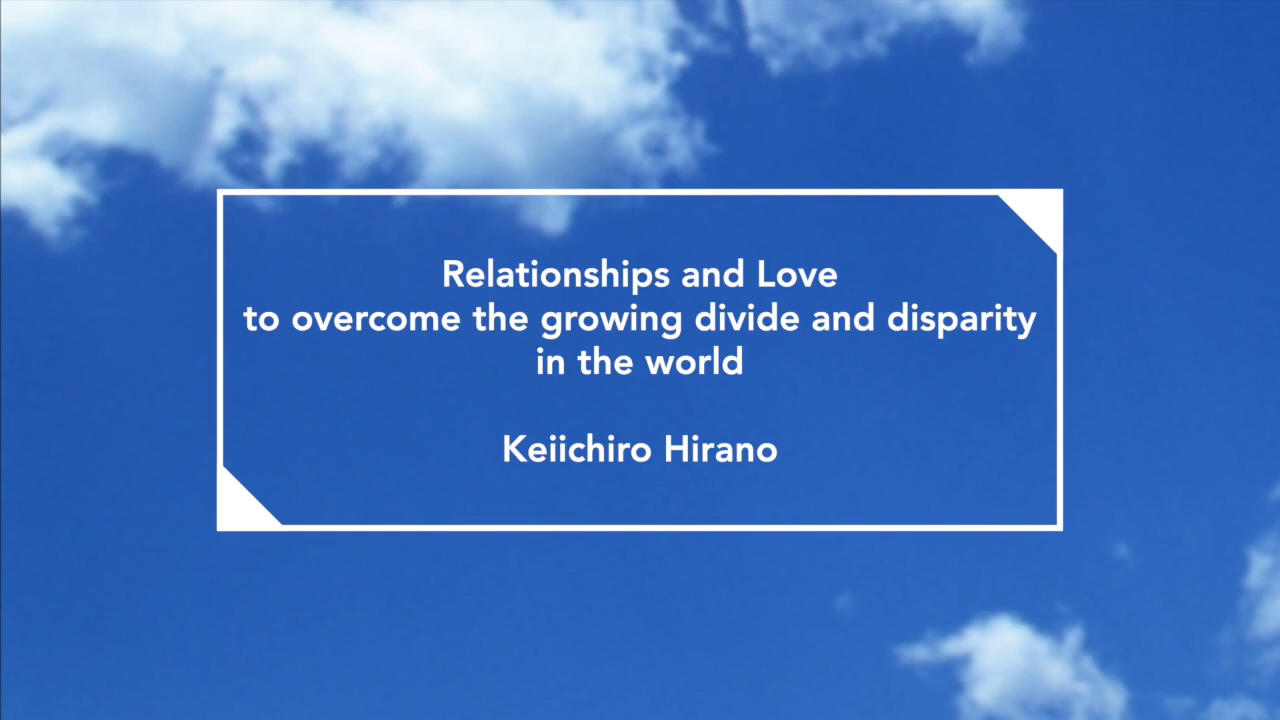 Relationships and Love
to overcome the growing divide and disparity
in the world
Keiichiro Hirano